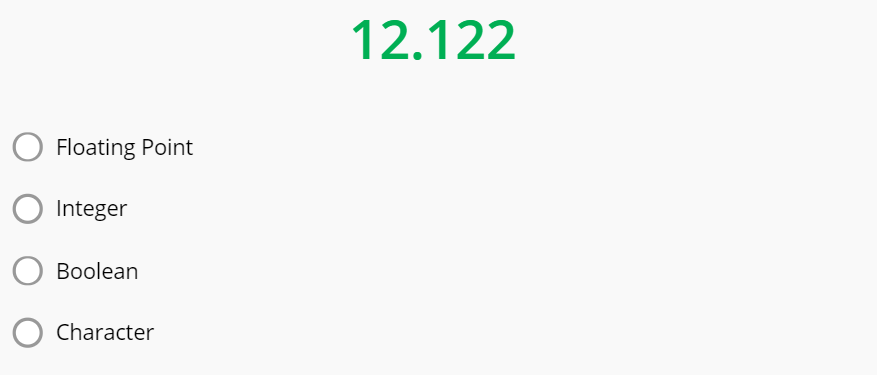 12.122
Floating Point
Integer
Boolean
Character